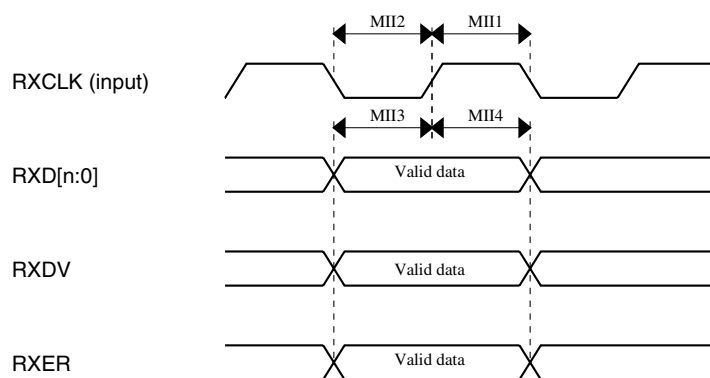 MII2 MII1
RXCLK (input)
MII3 MII4
RXD[n:0] Valid data
RXDV Valid data
RXER Valid data